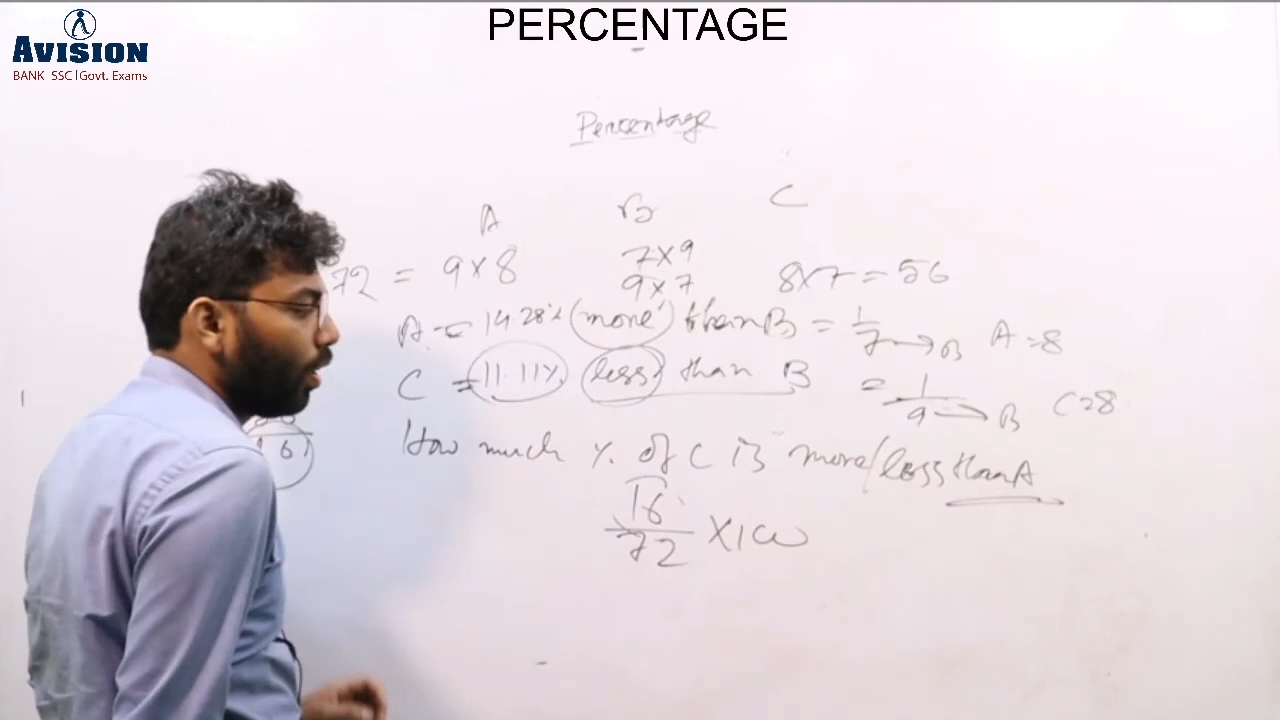 PERCENTAGE
AVISION
BANK SSC | Govt. Exams
Percentage
A B C
7×9
72 = 9×8 9×7 8×7 = 56
A = 14.28% (more) than B = 1/7 → B A = 8
C = 11.11% (less) than B = 1/9 → B C = 8
How much % of C is more/less than A
16/72 × 100
16